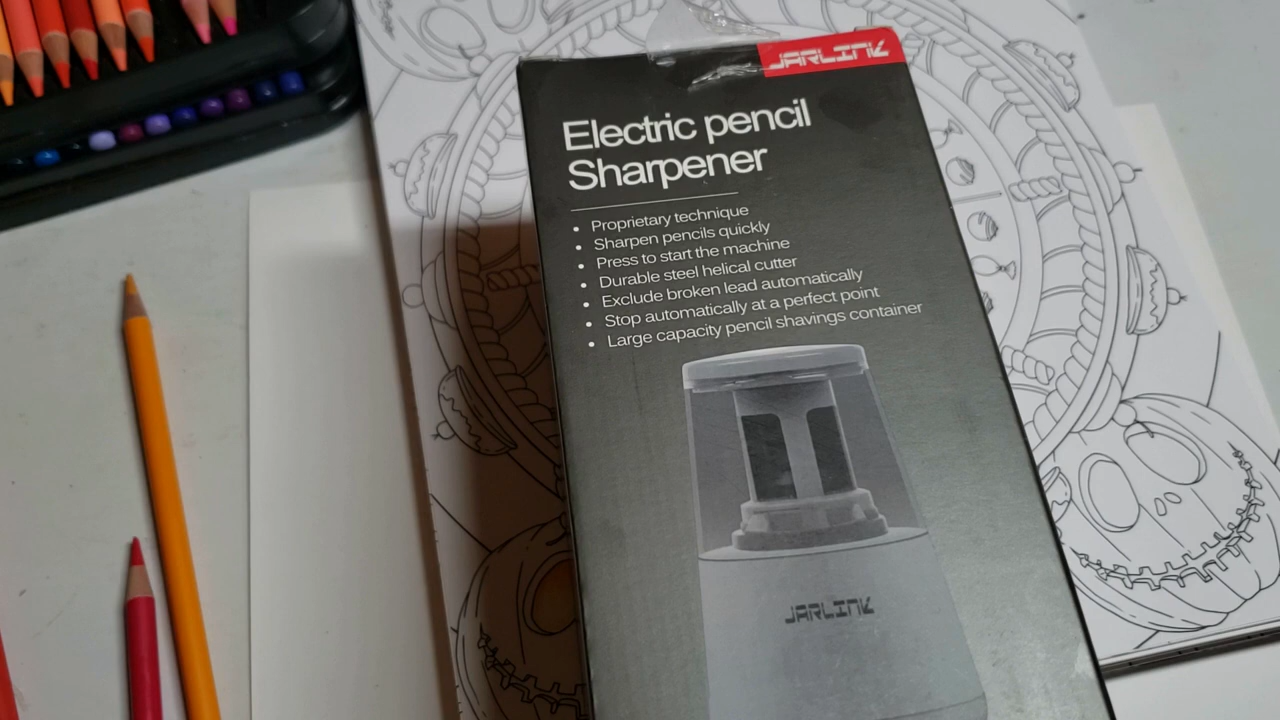 JARLINK
Electric pencil
Sharpener
• Proprietary technique
• Sharpen pencils quickly
• Press to start the machine
• Durable steel helical cutter
• Exclude broken lead automatically
• Stop automatically at a perfect point
• Large capacity pencil shavings container
JARLINK